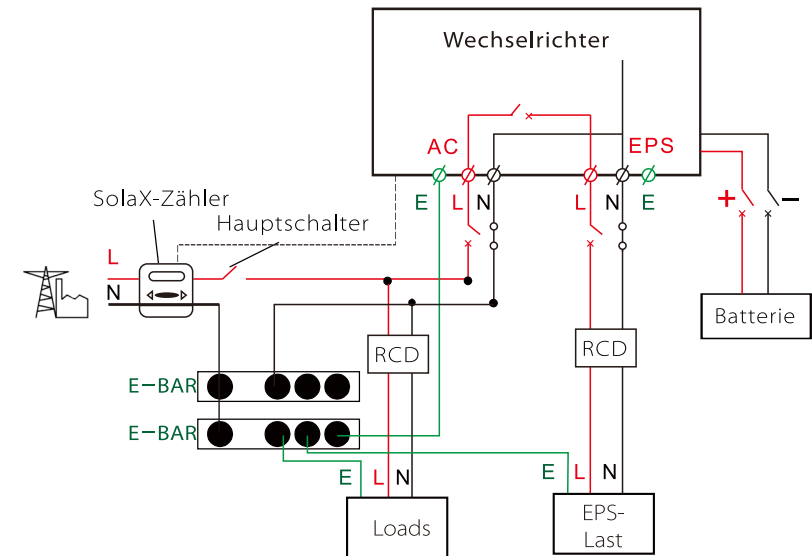 Wechselrichter
AC
EPS
SolaX-Zähler
E
L
N
L
N
E
Hauptschalter
+
−
L
N
Batterie
RCD
RCD
E-BAR
E-BAR
E
L
N
E
L
N
Loads
EPS-
Last